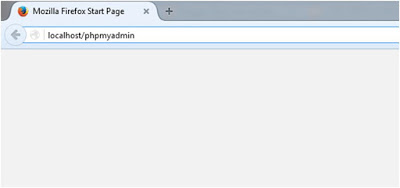 Mozilla Firefox Start Page
localhost/phpmyadmin